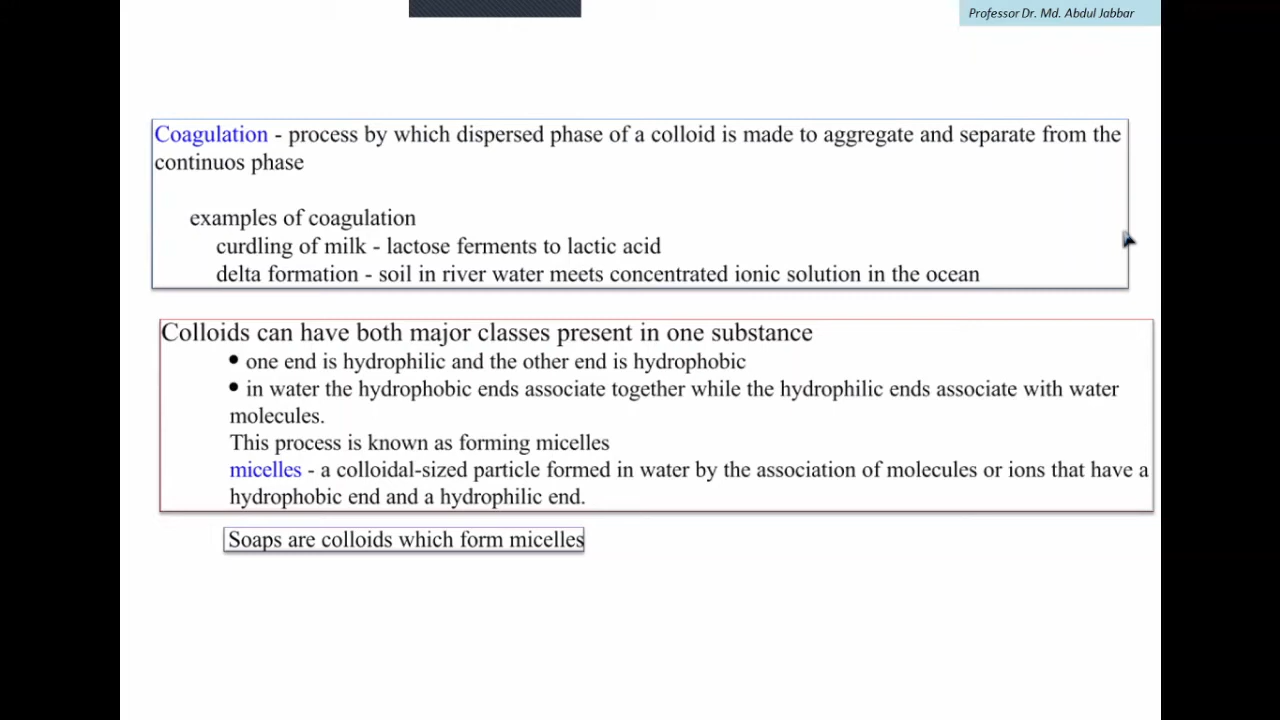 Professor Dr. Md. Abdul Jabbar
Coagulation - process by which dispersed phase of a colloid is made to aggregate and separate from the
continuos phase
examples of coagulation
curdling of milk - lactose ferments to lactic acid
delta formation - soil in river water meets concentrated ionic solution in the ocean
Colloids can have both major classes present in one substance
• one end is hydrophilic and the other end is hydrophobic
• in water the hydrophobic ends associate together while the hydrophilic ends associate with water
molecules.
This process is known as forming micelles
micelles - a colloidal-sized particle formed in water by the association of molecules or ions that have a
hydrophobic end and a hydrophilic end.
Soaps are colloids which form micelles